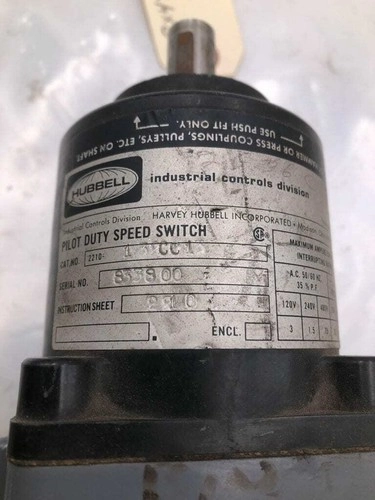 HAMMER OR PRESS COUPLINGS, PULLEYS, ETC. ON SHAFT.
USE PUSH FIT ONLY.
HUBBELL
industrial controls division
Industrial Controls Division HARVEY HUBBELL INCORPORATED •
PILOT DUTY SPEED SWITCH
CAT. NO. 2210-
SERIAL NO. 835800
INSTRUCTION SHEET
ENCL.
MAXIMUM
A.C. 50/60 HZ
35 % P.F.
120V 240V
3 1.5